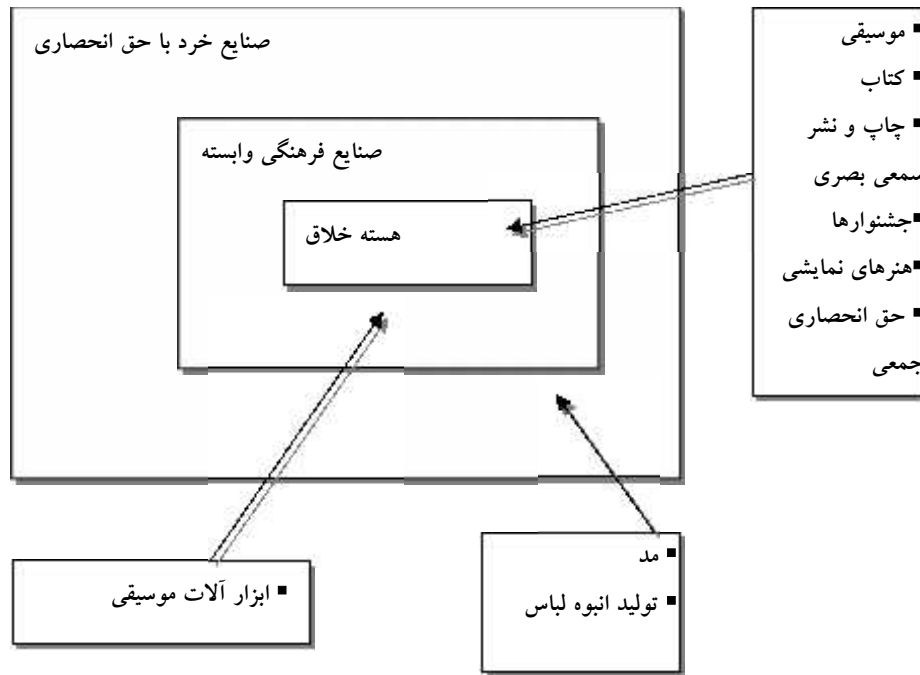 صنایع خرد با حق انحصاری
صنایع فرهنگی وابسته
هسته خلاق
▪ موسیقی
▪ کتاب
▪ چاپ و نشر
سمعی بصری
▪جشنوارها
▪هنرهای نمایشی
▪ حق انحصاری
جمعی
▪ ابزار آلات موسیقی
▪ مد
▪ تولید انبوه لباس